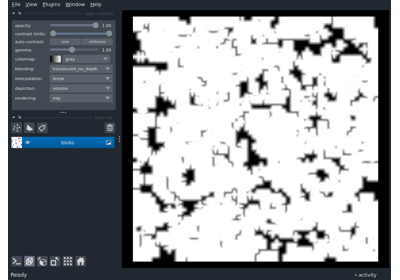 File View Plugins Window Help
opacity: 1.00
contrast limits:
auto-contrast: once continuous
gamma: 1.00
colormap: gray
blending: translucent_no_depth
interpolation: linear
depiction: volume
rendering: mip
blobs
Ready
activity